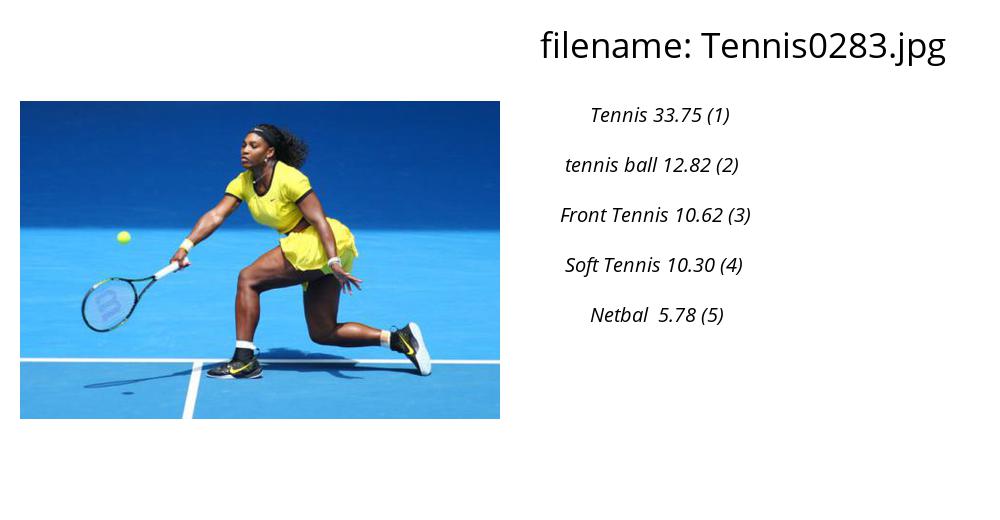 filename: Tennis0283.jpg
Tennis 33.75 (1)
tennis ball 12.82 (2)
Front Tennis 10.62 (3)
Soft Tennis 10.30 (4)
Netbal  5.78 (5)